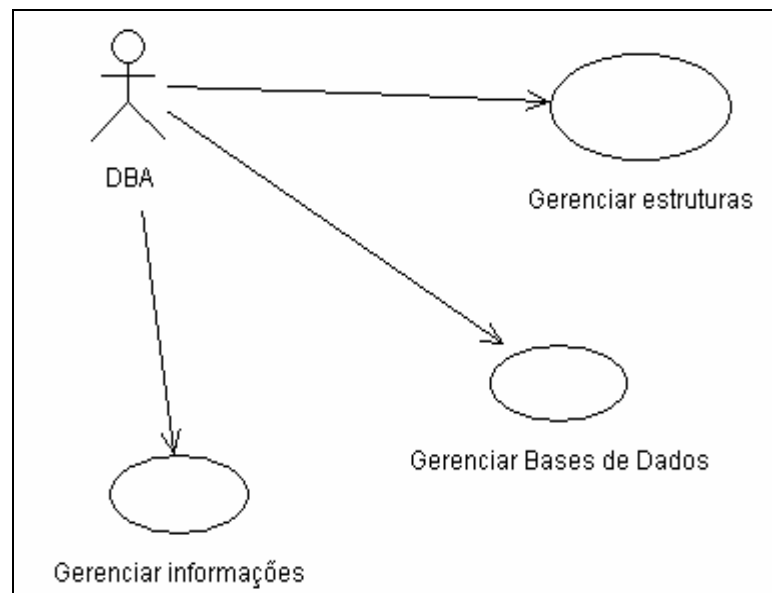 DBA
Gerenciar estruturas
Gerenciar Bases de Dados
Gerenciar informações